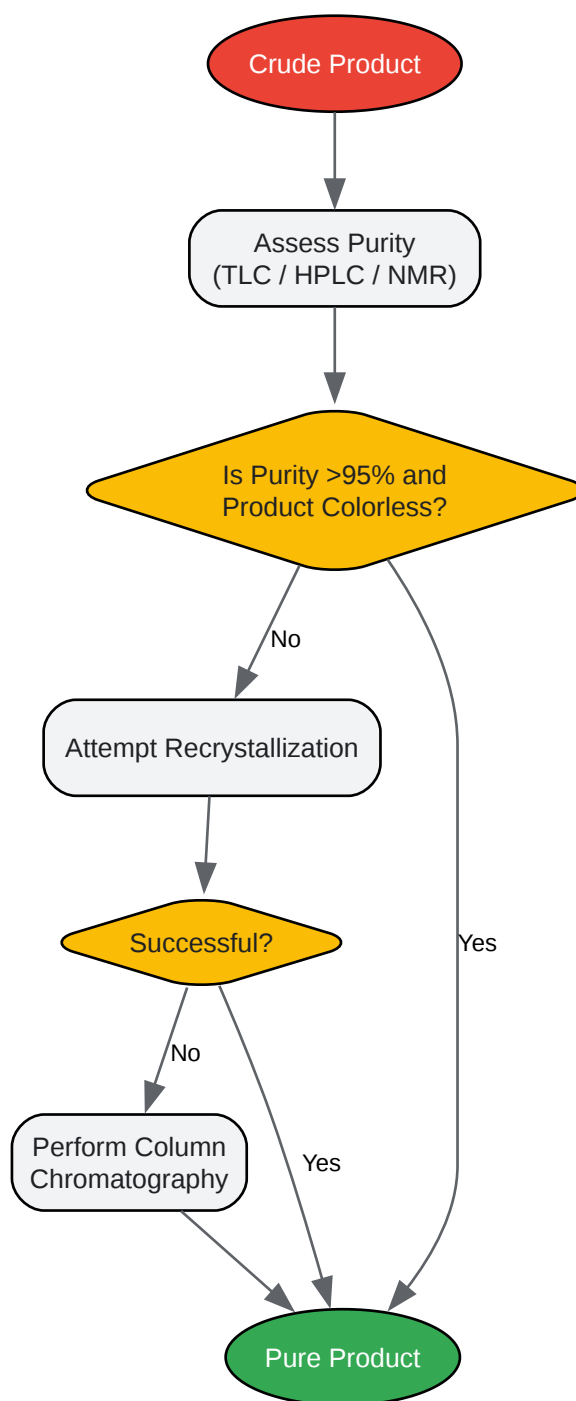 Crude Product
Assess Purity
(TLC / HPLC / NMR)
Is Purity >95% and
Product Colorless?
No
Attempt Recrystallization
Successful?
Yes
No
Perform Column
Chromatography
Yes
Pure Product